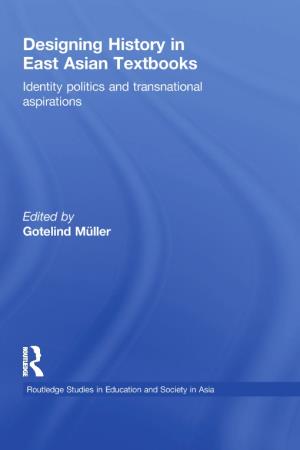 Designing History in
East Asian Textbooks
Identity politics and transnational
aspirations
Edited by
Gotelind Müller
ROUTLEDGE
Routledge Studies in Education and Society in Asia